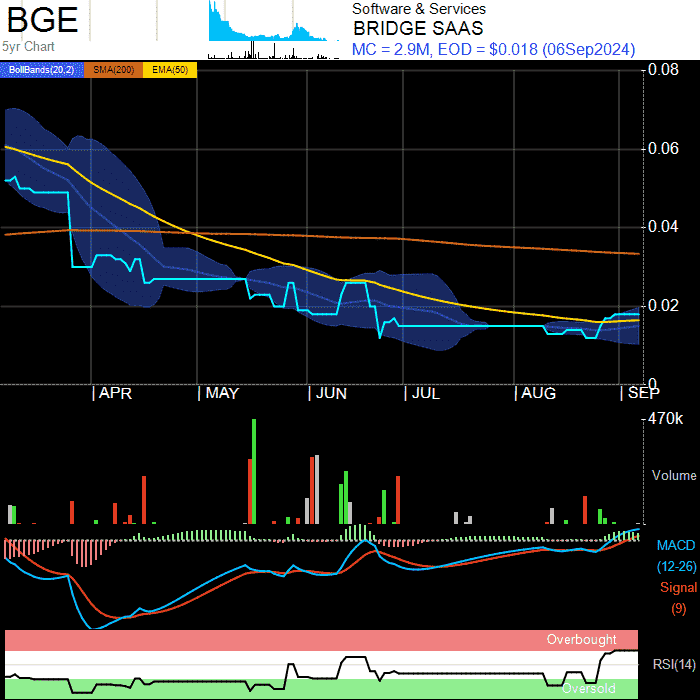 BGE
5yr Chart
Software & Services
BRIDGE SAAS
MC = 2.9M, EOD = $0.018 (06Sep2024)
BollBands(20,2) SMA(200) EMA(50)
0.08
0.06
0.04
0.02
0
APR MAY JUN JUL AUG SEP
470k
Volume
MACD
(12-26)
Signal
(9)
Overbought
RSI(14)
Oversold